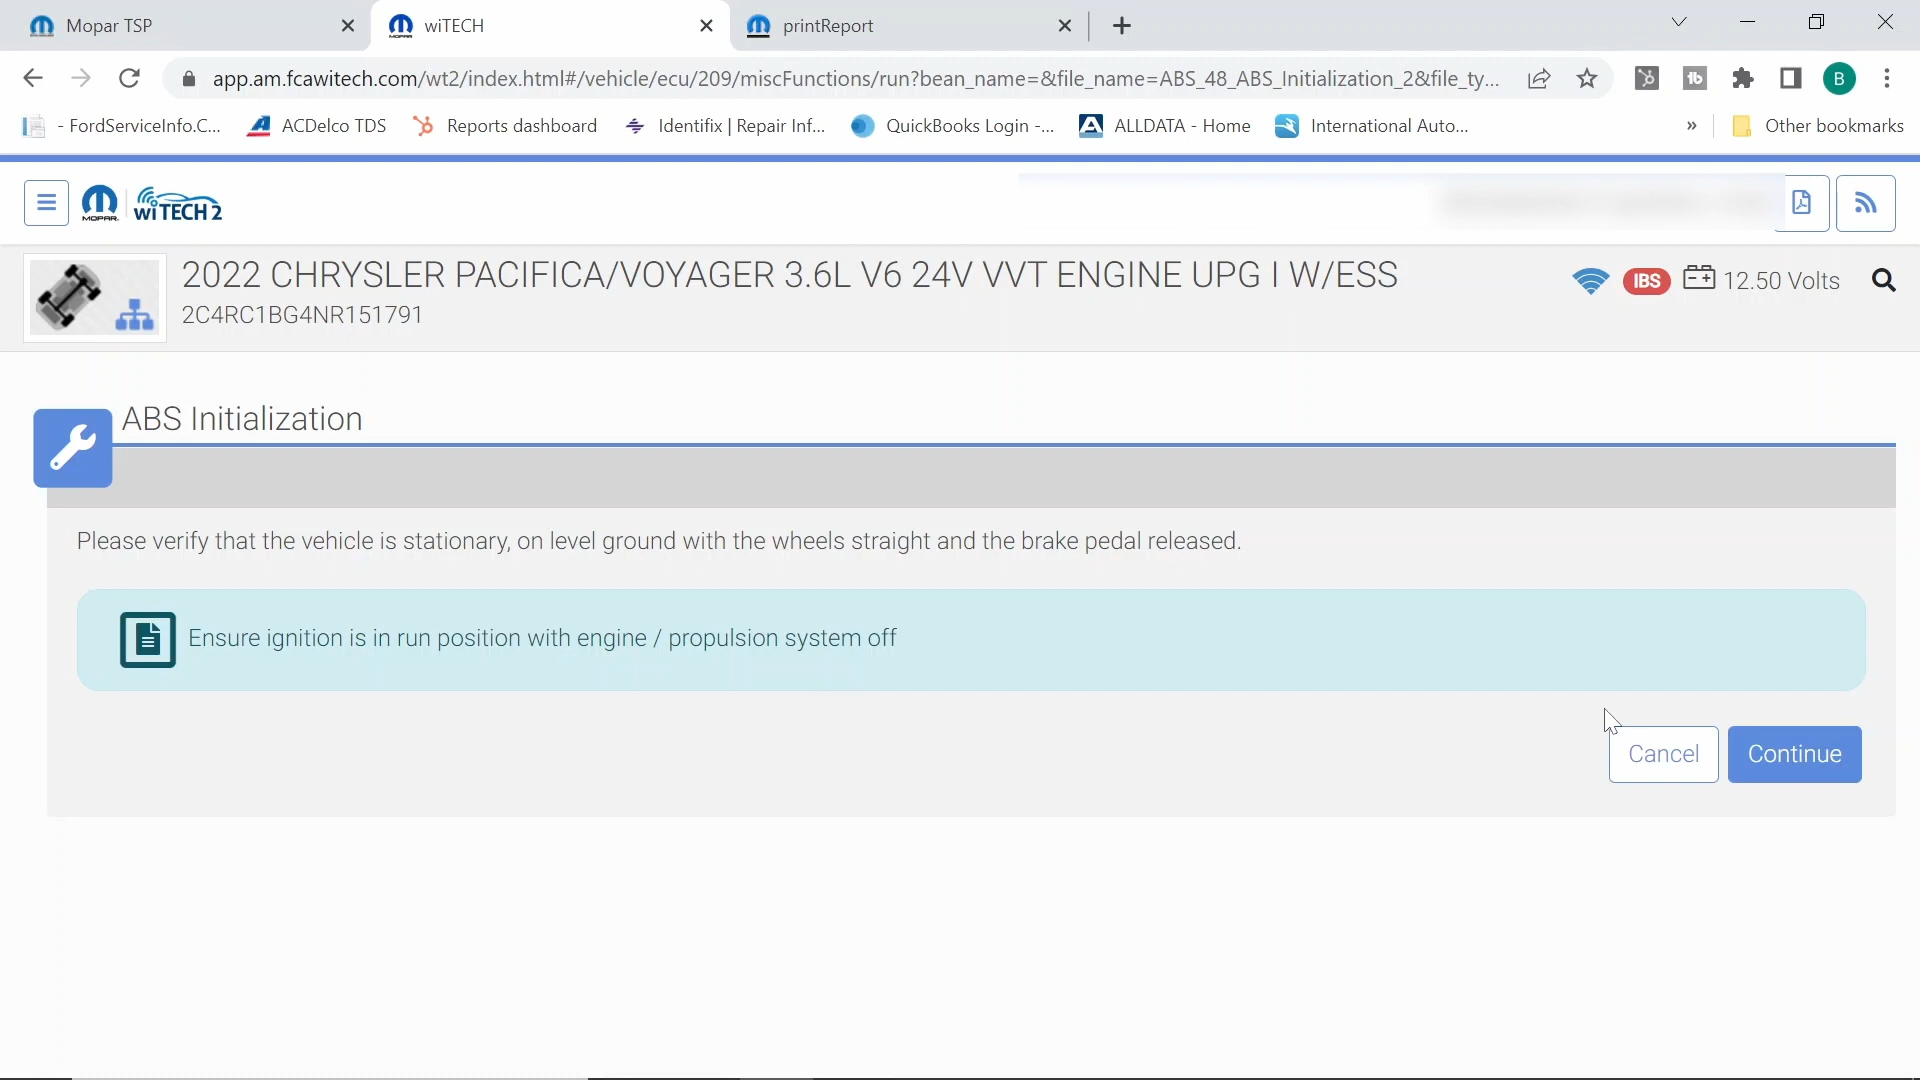 Mopar TSP
wiTECH
printReport
app.am.fcawitech.com/wt2/index.html#/vehicle/ecu/209/miscFunctions/run?bean_name=&file_name=ABS_48_ABS_Initialization_2&file_ty...
B
- FordServiceInfo.C...
ACDelco TDS
Reports dashboard
Identifix | Repair Inf...
QuickBooks Login -...
ALLDATA - Home
International Auto...
»
Other bookmarks
MOPAR
wiTECH 2
2022 CHRYSLER PACIFICA/VOYAGER 3.6L V6 24V VVT ENGINE UPG I W/ESS
IBS
12.50 Volts
2C4RC1BG4NR151791
ABS Initialization
Please verify that the vehicle is stationary, on level ground with the wheels straight and the brake pedal released.
Ensure ignition is in run position with engine / propulsion system off
Cancel
Continue